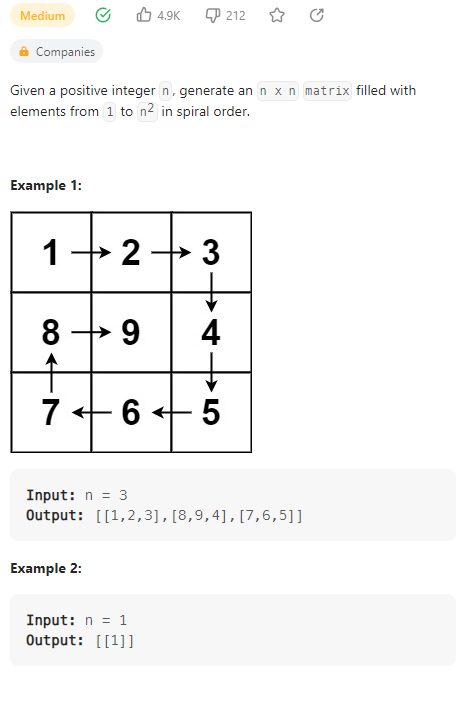 Medium 4.9K 212
Companies
Given a positive integer n, generate an n x n matrix filled with
elements from 1 to n² in spiral order.
Example 1:
1 2 3
8 9 4
7 6 5
Input: n = 3
Output: [[1,2,3],[8,9,4],[7,6,5]]
Example 2:
Input: n = 1
Output: [[1]]